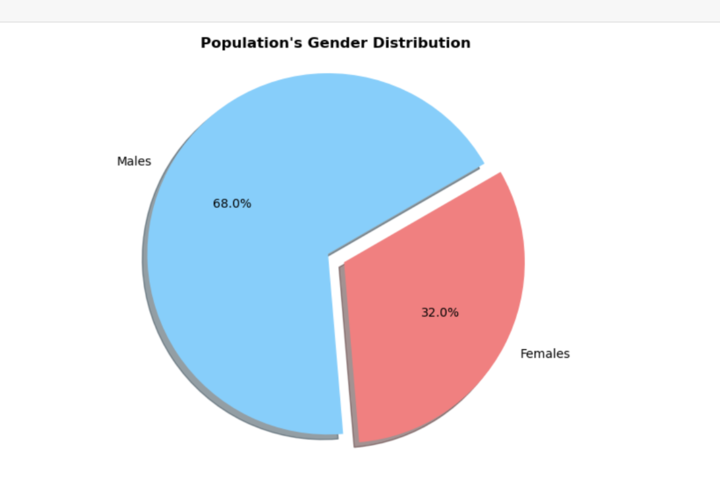 Population's Gender Distribution
Males
68.0%
32.0%
Females